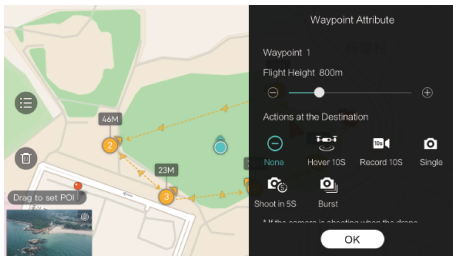 Waypoint Attribute
Waypoint 1
Flight Height 800m
Actions at the Destination
None
Hover 10S
Record 10S
Single
Shoot in 5S
Burst
OK
46M
2
23M
3
Drag to set POI
10s